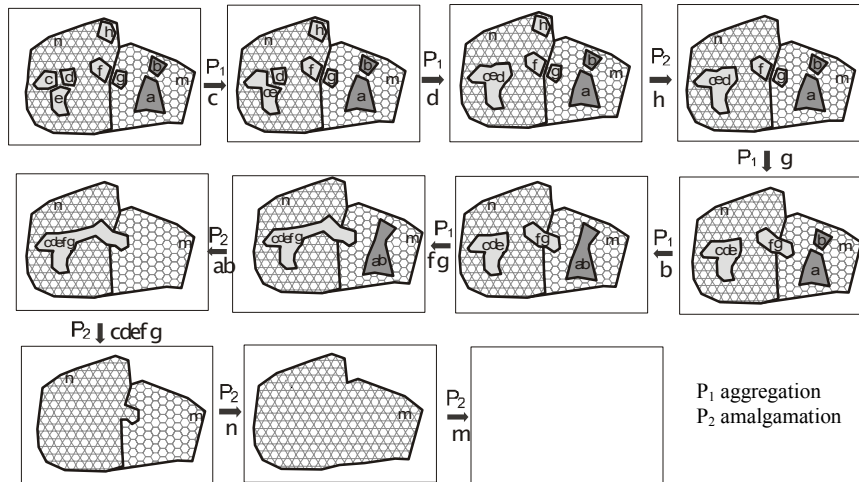 n
h
f
g
b
c
d
m
e
a
P₁
c
n
h
f
g
b
d
m
ce
a
P₁
d
n
h
f
g
b
m
ced
a
P₂
h
n
f
g
b
m
ced
a
P₁ g
n
m
cdefg
P₂
ab
n
m
cdefg
ab
P₁
fg
n
fg
m
cde
ab
P₁
b
n
fg
b
m
cde
a
P₂ cdefg
n
m
P₂
n
n
m
P₂
m
P₁ aggregation
P₂ amalgamation